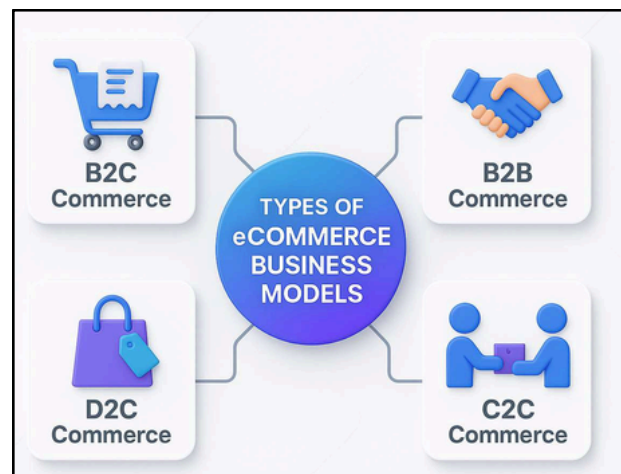 B2C
Commerce
B2B
Commerce
TYPES OF
eCOMMERCE
BUSINESS
MODELS
D2C
Commerce
C2C
Commerce